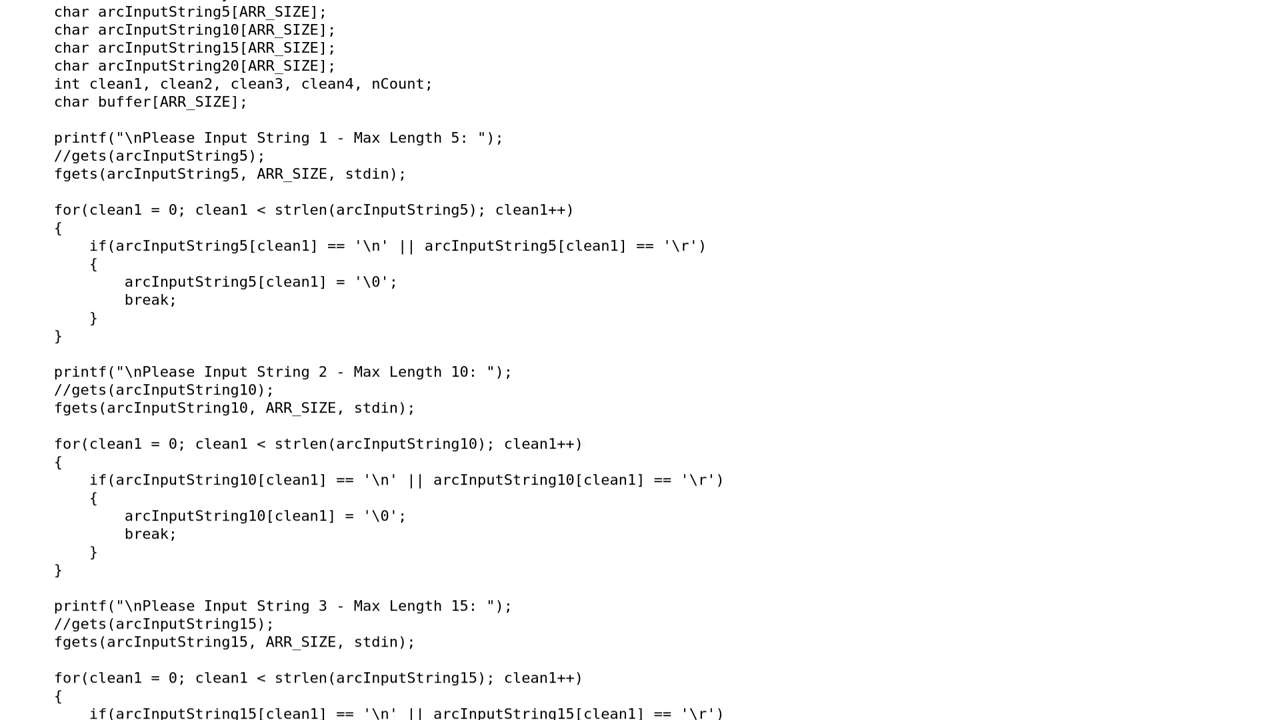 char arcInputString5[ARR_SIZE];
char arcInputString10[ARR_SIZE];
char arcInputString15[ARR_SIZE];
char arcInputString20[ARR_SIZE];
int clean1, clean2, clean3, clean4, nCount;
char buffer[ARR_SIZE];

printf("\nPlease Input String 1 - Max Length 5: ");
//gets(arcInputString5);
fgets(arcInputString5, ARR_SIZE, stdin);

for(clean1 = 0; clean1 < strlen(arcInputString5); clean1++)
{
    if(arcInputString5[clean1] == '\n' || arcInputString5[clean1] == '\r')
    {
        arcInputString5[clean1] = '\0';
        break;
    }
}

printf("\nPlease Input String 2 - Max Length 10: ");
//gets(arcInputString10);
fgets(arcInputString10, ARR_SIZE, stdin);

for(clean1 = 0; clean1 < strlen(arcInputString10); clean1++)
{
    if(arcInputString10[clean1] == '\n' || arcInputString10[clean1] == '\r')
    {
        arcInputString10[clean1] = '\0';
        break;
    }
}

printf("\nPlease Input String 3 - Max Length 15: ");
//gets(arcInputString15);
fgets(arcInputString15, ARR_SIZE, stdin);

for(clean1 = 0; clean1 < strlen(arcInputString15); clean1++)
{
    if(arcInputString15[clean1] == '\n' || arcInputString15[clean1] == '\r')